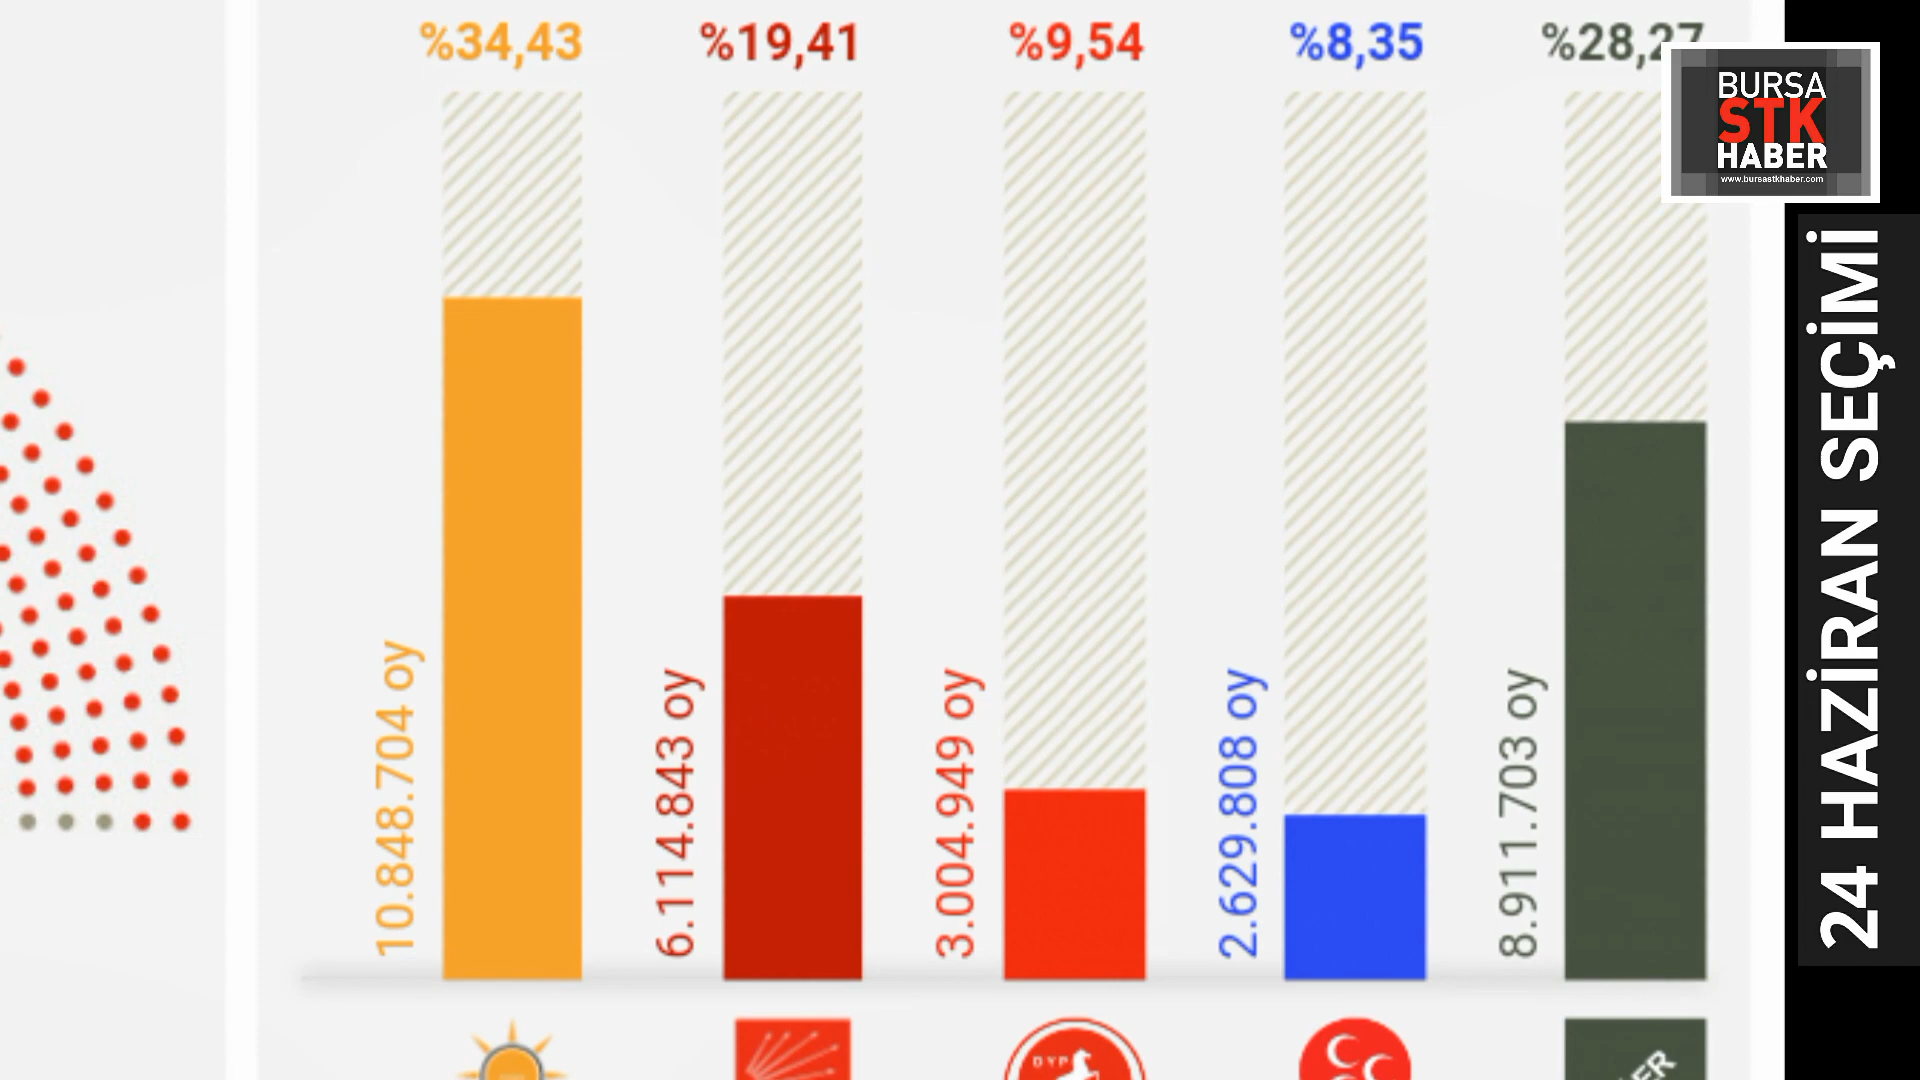 %34,43 %19,41 %9,54 %8,35 %28,27
BURSA
STK
HABER
www.bursastkhaber.com
10.848.704 oy
6.114.843 oy
3.004.949 oy
2.629.808 oy
8.911.703 oy
24 HAZİRAN SEÇİMİ
DYP